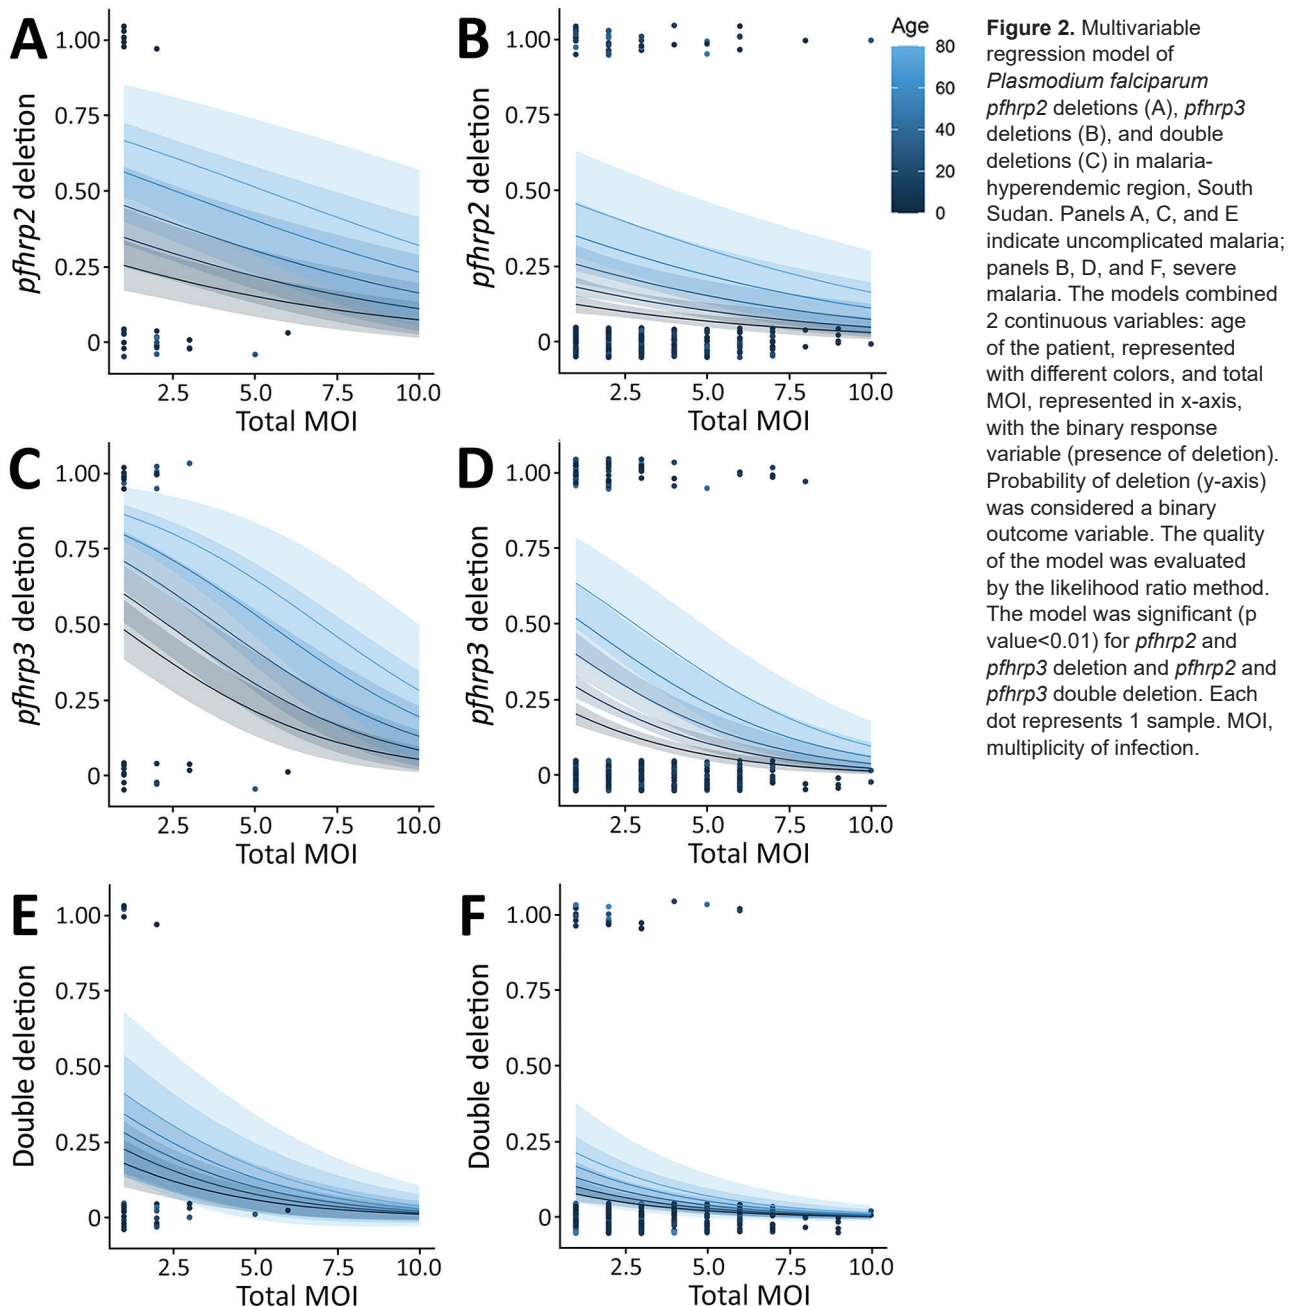 A
1.00
0.75
0.50
0.25
0
pfhrp2 deletion
2.5 5.0 7.5 10.0
Total MOI
B
1.00
0.75
0.50
0.25
0
pfhrp2 deletion
2.5 5.0 7.5 10.0
Total MOI
Age
80
60
40
20
0
C
1.00
0.75
0.50
0.25
0
pfhrp3 deletion
2.5 5.0 7.5 10.0
Total MOI
D
1.00
0.75
0.50
0.25
0
pfhrp3 deletion
2.5 5.0 7.5 10.0
Total MOI
E
1.00
0.75
0.50
0.25
0
Double deletion
2.5 5.0 7.5 10.0
Total MOI
F
1.00
0.75
0.50
0.25
0
Double deletion
2.5 5.0 7.5 10.0
Total MOI
Figure 2. Multivariable
regression model of
Plasmodium falciparum
pfhrp2 deletions (A), pfhrp3
deletions (B), and double
deletions (C) in malaria-
hyperendemic region, South
Sudan. Panels A, C, and E
indicate uncomplicated malaria;
panels B, D, and F, severe
malaria. The models combined
2 continuous variables: age
of the patient, represented
with different colors, and total
MOI, represented in x-axis,
with the binary response
variable (presence of deletion).
Probability of deletion (y-axis)
was considered a binary
outcome variable. The quality
of the model was evaluated
by the likelihood ratio method.
The model was significant (p
value<0.01) for pfhrp2 and
pfhrp3 deletion and pfhrp2 and
pfhrp3 double deletion. Each
dot represents 1 sample. MOI,
multiplicity of infection.